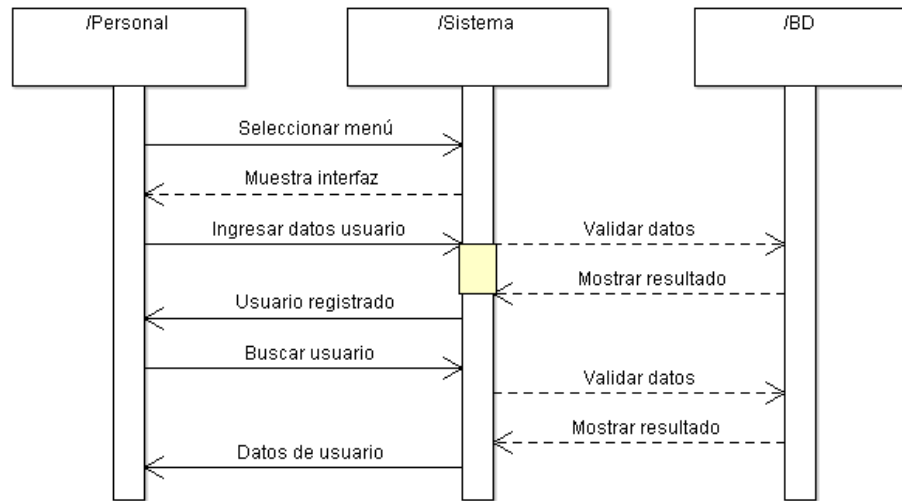 /Personal
/Sistema
/BD
Seleccionar menú
Muestra interfaz
Ingresar datos usuario
Validar datos
Mostrar resultado
Usuario registrado
Buscar usuario
Validar datos
Mostrar resultado
Datos de usuario